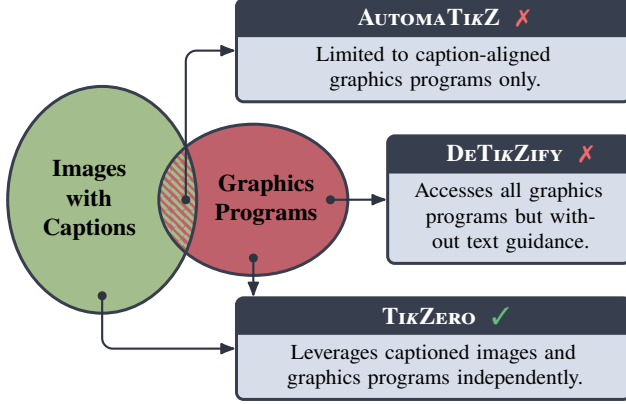 AUTOMATIKZ ✗
Limited to caption-aligned
graphics programs only.
Images
with
Captions
Graphics
Programs
DETIKZIFY ✗
Accesses all graphics
programs but with-
out text guidance.
TIKZERO ✓
Leverages captioned images and
graphics programs independently.